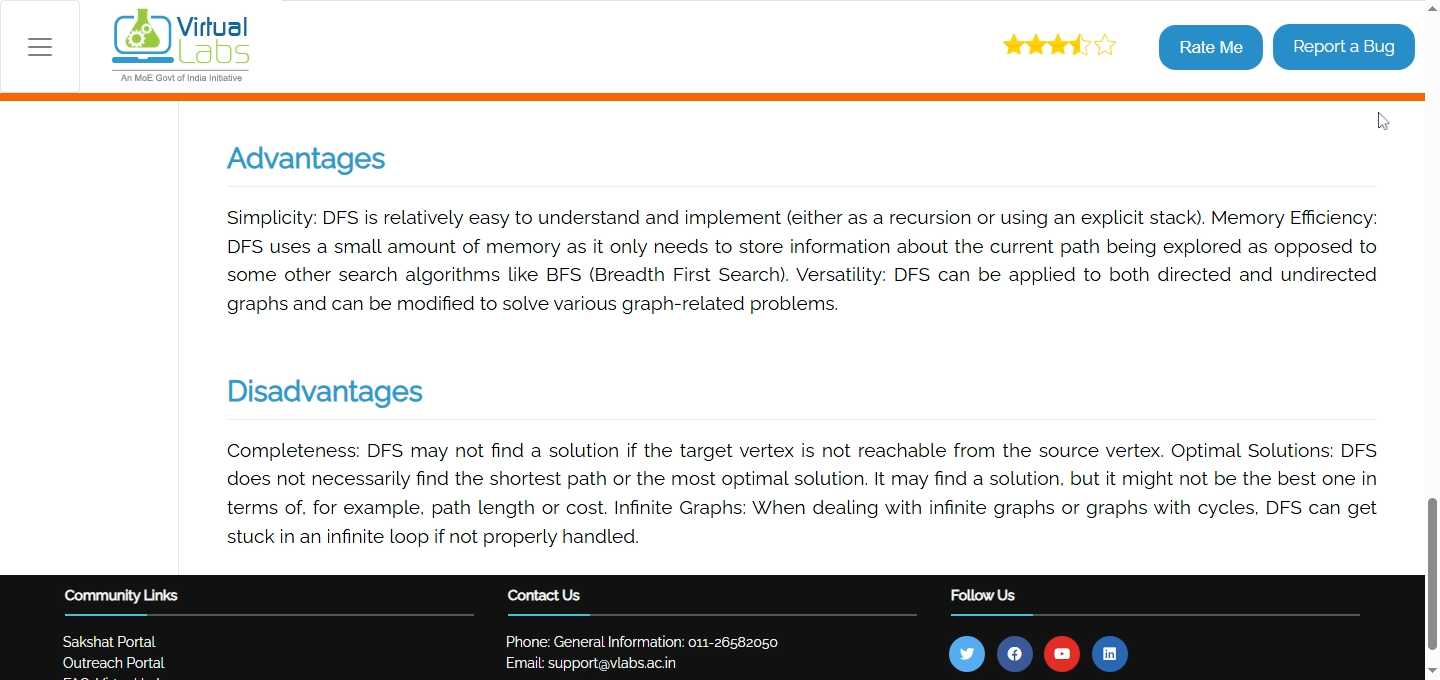 Virtual
Labs
An MoE Govt of India Initiative
Rate Me
Report a Bug
Advantages
Simplicity: DFS is relatively easy to understand and implement (either as a recursion or using an explicit stack). Memory Efficiency:
DFS uses a small amount of memory as it only needs to store information about the current path being explored as opposed to
some other search algorithms like BFS (Breadth First Search). Versatility: DFS can be applied to both directed and undirected
graphs and can be modified to solve various graph-related problems.
Disadvantages
Completeness: DFS may not find a solution if the target vertex is not reachable from the source vertex. Optimal Solutions: DFS
does not necessarily find the shortest path or the most optimal solution. It may find a solution, but it might not be the best one in
terms of, for example, path length or cost. Infinite Graphs: When dealing with infinite graphs or graphs with cycles, DFS can get
stuck in an infinite loop if not properly handled.
Community Links
Sakshat Portal
Outreach Portal
Contact Us
Phone: General Information: 011-26582050
Email: support@vlabs.ac.in
Follow Us